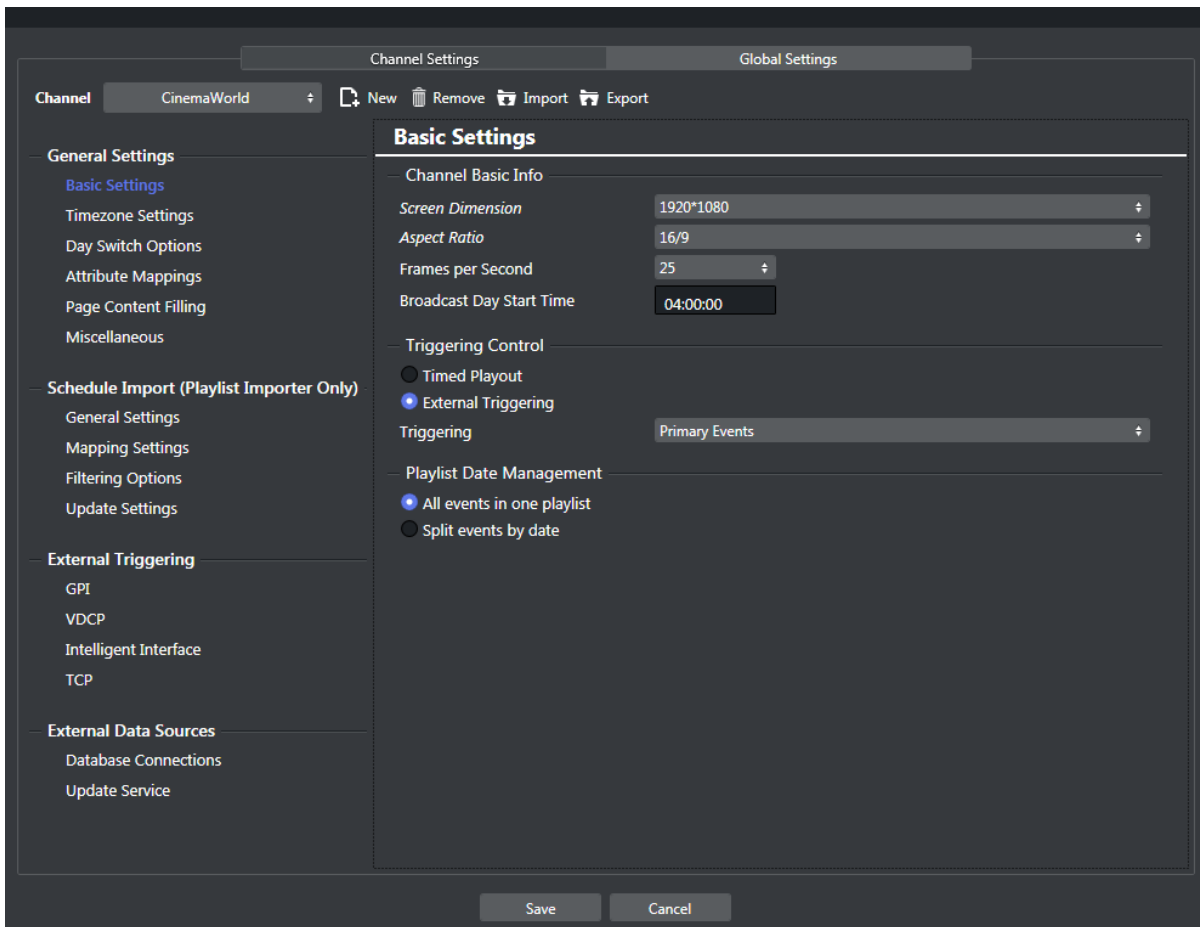 Channel Settings
Global Settings
Channel
CinemaWorld
New
Remove
Import
Export
General Settings
Basic Settings
Timezone Settings
Day Switch Options
Attribute Mappings
Page Content Filling
Miscellaneous
Schedule Import (Playlist Importer Only)
General Settings
Mapping Settings
Filtering Options
Update Settings
External Triggering
GPI
VDCP
Intelligent Interface
TCP
External Data Sources
Database Connections
Update Service
Basic Settings
Channel Basic Info
Screen Dimension 1920*1080
Aspect Ratio 16/9
Frames per Second 25
Broadcast Day Start Time 04:00:00
Triggering Control
Timed Playout
External Triggering
Triggering Primary Events
Playlist Date Management
All events in one playlist
Split events by date
Save
Cancel